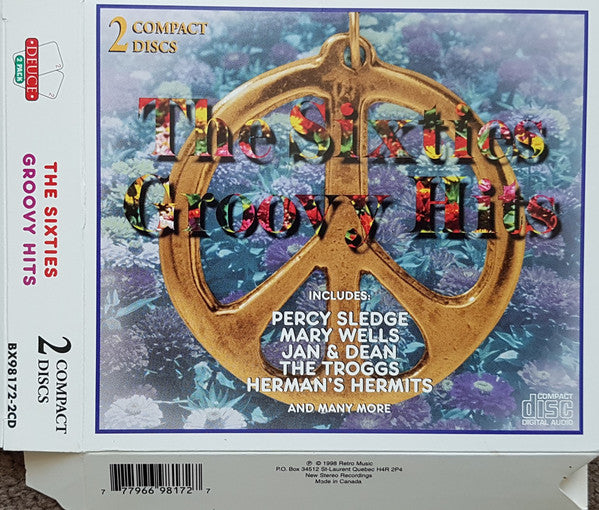 DEUCE
2 PACK
THE SIXTIES
GROOVY HITS
2 COMPACT
DISCS
BX98172-2CD
2 COMPACT
DISCS
The Sixties
Groovy Hits
INCLUDES:
PERCY SLEDGE
MARY WELLS
JAN & DEAN
THE TROGGS
HERMAN'S HERMITS
AND MANY MORE
COMPACT
disc
DIGITAL AUDIO
7 77966 98172 7
℗ © 1998 Retro Music
P.O. Box 34512 St-Laurent Quebec H4R 2P4
New Stereo Recordings
Made in Canada.